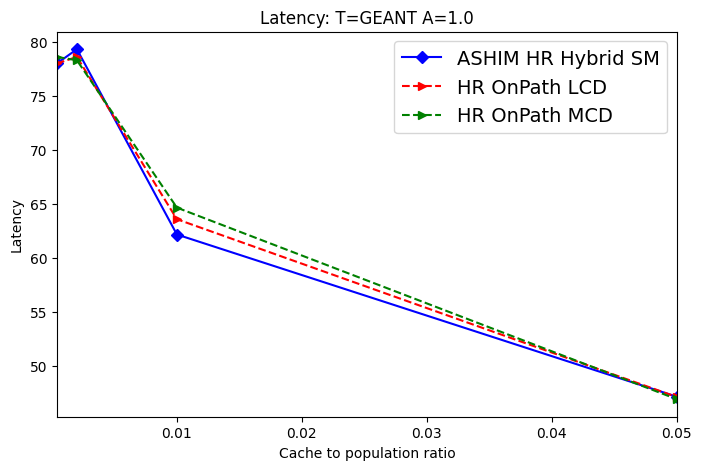 Latency: T=GEANT A=1.0
80
75
70
65
60
55
50
Latency
ASHIM HR Hybrid SM
HR OnPath LCD
HR OnPath MCD
0.01 0.02 0.03 0.04 0.05
Cache to population ratio